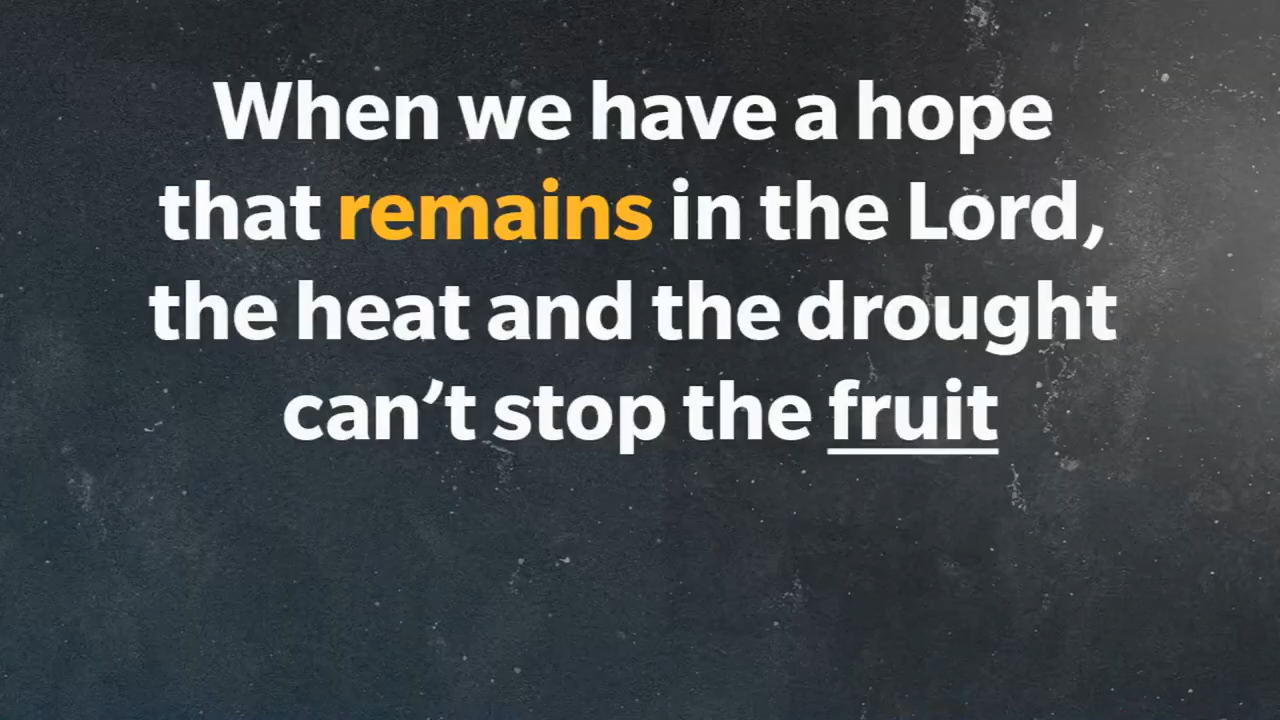 When we have a hope
that remains in the Lord,
the heat and the drought
can’t stop the fruit